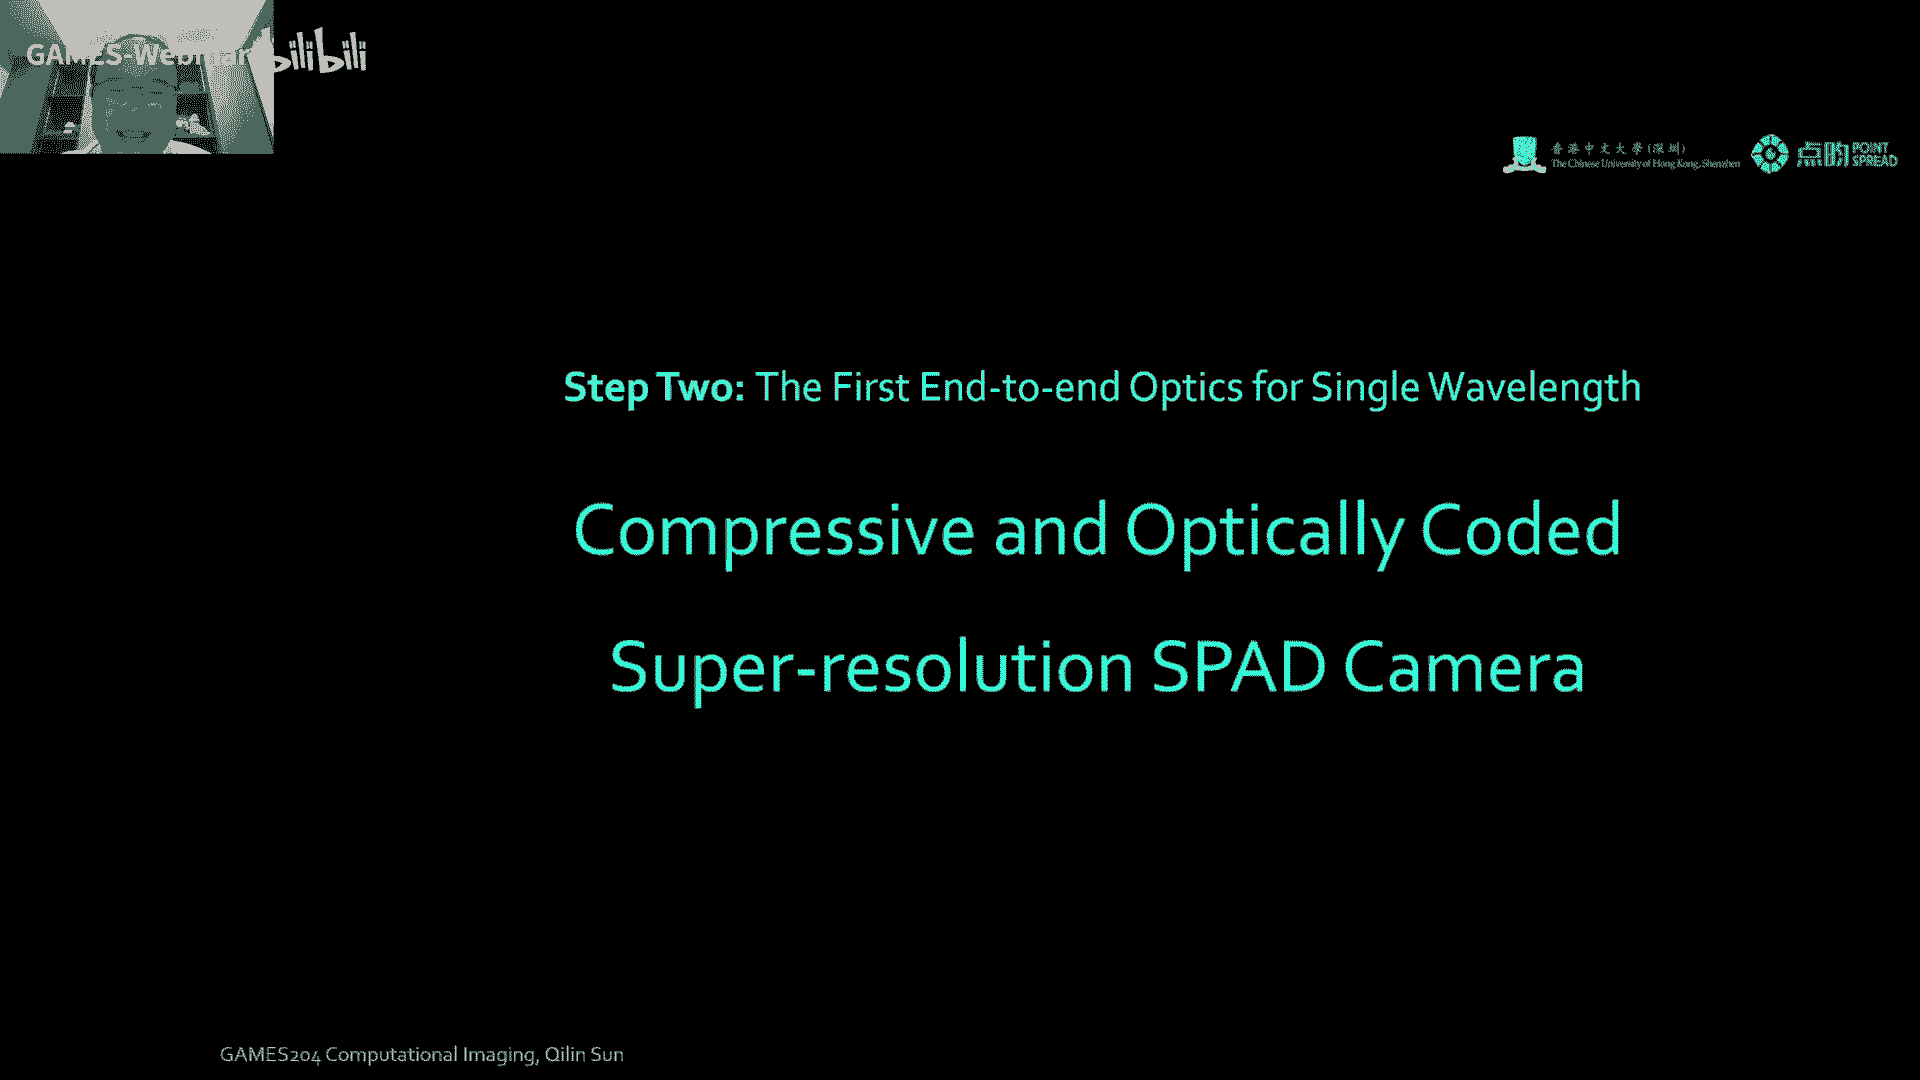 GAMES-Webinar
bilibili
香港中文大學(深圳)
The Chinese University of Hong Kong, Shenzhen
点昀
POINT
SPREAD
Step Two: The First End-to-end Optics for Single Wavelength
Compressive and Optically Coded
Super-resolution SPAD Camera
GAMES204 Computational Imaging, Qilin Sun